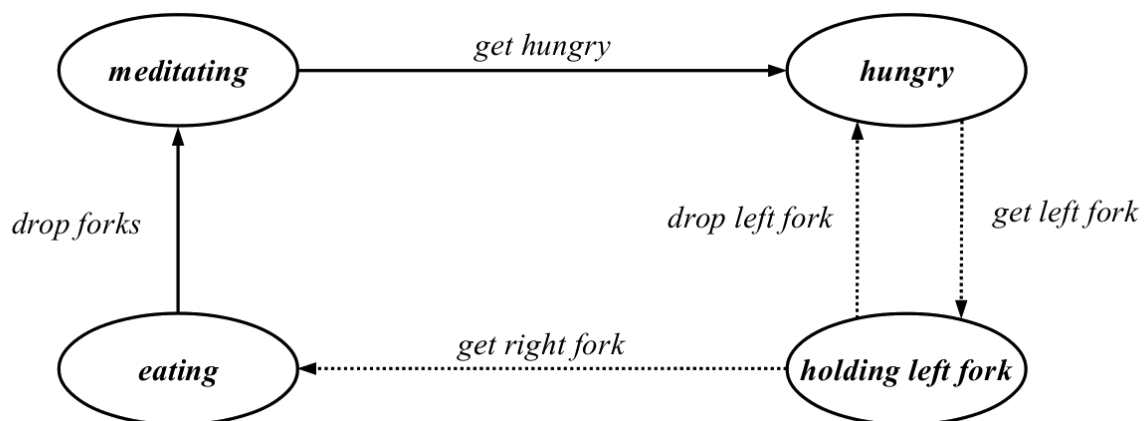 get hungry
meditating
hungry
drop forks
drop left fork
get left fork
get right fork
eating
holding left fork